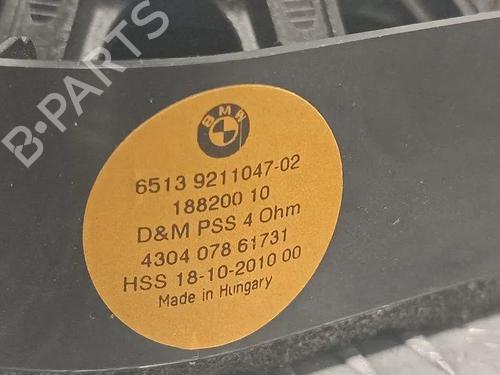 B-PARTS
BMW
6513 9211047-02
188200 10
D&M PSS 4 Ohm
4304 078 61731
HSS 18-10-2010 00
Made in Hungary